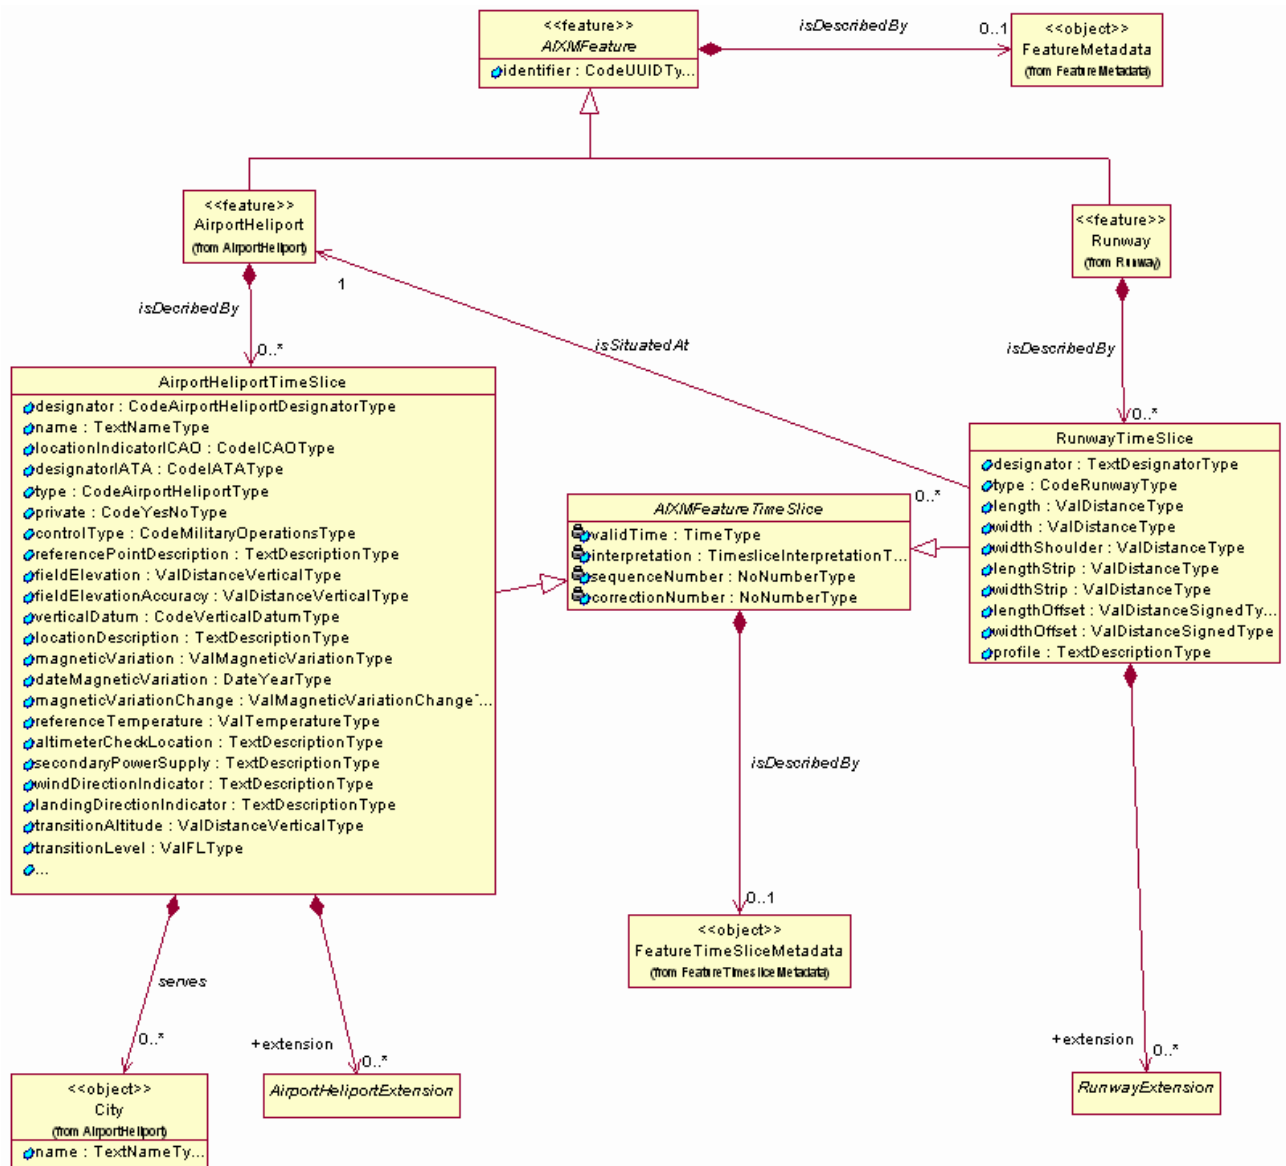 <<feature>>
AIXMFeature
identifier : CodeUUIDTy...
isDescribedBy
0..1
<<object>>
FeatureMetadata
(from FeatureMetadata)
<<feature>>
AirportHeliport
(from AirportHeliport)
<<feature>>
Runway
(from Runway)
1
isDecribedBy
0..*
isSituatedAt
isDescribedBy
0..*
AirportHeliportTimeSlice
designator : CodeAirportHeliportDesignatorType
name : TextNameType
locationIndicatorICAO : CodeICAOType
designatorIATA : CodeIATAType
type : CodeAirportHeliportType
private : CodeYesNoType
controlType : CodeMilitaryOperationsType
referencePointDescription : TextDescriptionType
fieldElevation : ValDistanceVerticalType
fieldElevationAccuracy : ValDistanceVerticalType
verticalDatum : CodeVerticalDatumType
locationDescription : TextDescriptionType
magneticVariation : ValMagneticVariationType
dateMagneticVariation : DateYearType
magneticVariationChange : ValMagneticVariationChangeT...
referenceTemperature : ValTemperatureType
altimeterCheckLocation : TextDescriptionType
secondaryPowerSupply : TextDescriptionType
windDirectionIndicator : TextDescriptionType
landingDirectionIndicator : TextDescriptionType
transitionAltitude : ValDistanceVerticalType
transitionLevel : ValFLType
...
AIXMFeatureTimeSlice
validTime : TimeType
interpretation : TimesliceInterpretationT...
sequenceNumber : NoNumberType
correctionNumber : NoNumberType
0..*
RunwayTimeSlice
designator : TextDesignatorType
type : CodeRunwayType
length : ValDistanceType
width : ValDistanceType
widthShoulder : ValDistanceType
lengthStrip : ValDistanceType
widthStrip : ValDistanceType
lengthOffset : ValDistanceSignedTy...
widthOffset : ValDistanceSignedType
profile : TextDescriptionType
isDescribedBy
0..1
<<object>>
FeatureTimeSliceMetadata
(from FeatureTimesliceMetadata)
serves
0..*
+extension
0..*
+extension
0..*
<<object>>
City
(from AirportHeliport)
name : TextNameTy...
AirportHeliportExtension
RunwayExtension